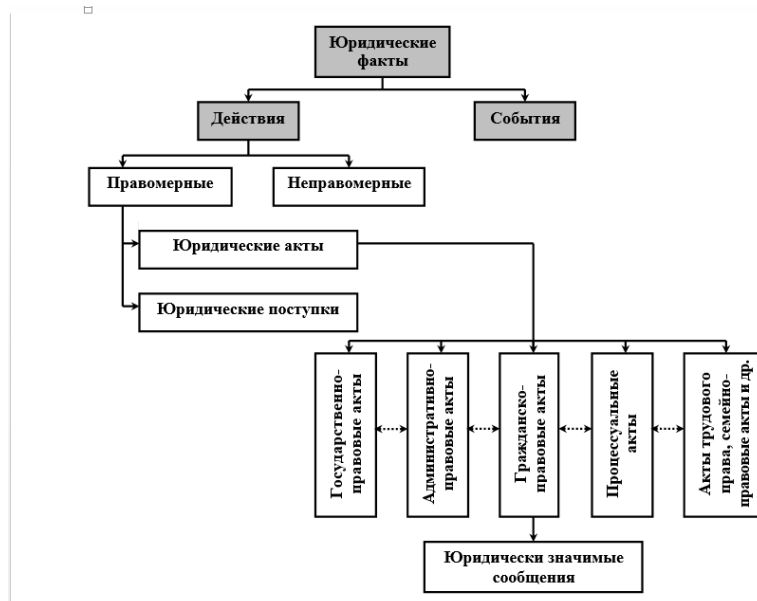 Юридические
факты
Действия
События
Правомерные
Неправомерные
Юридические акты
Юридические поступки
Государственно-
правовые акты
Административно-
правовые акты
Гражданско-
правовые акты
Процессуальные
акты
Акты трудового
права, семейно-
правовые акты и др.
Юридически значимые
сообщения